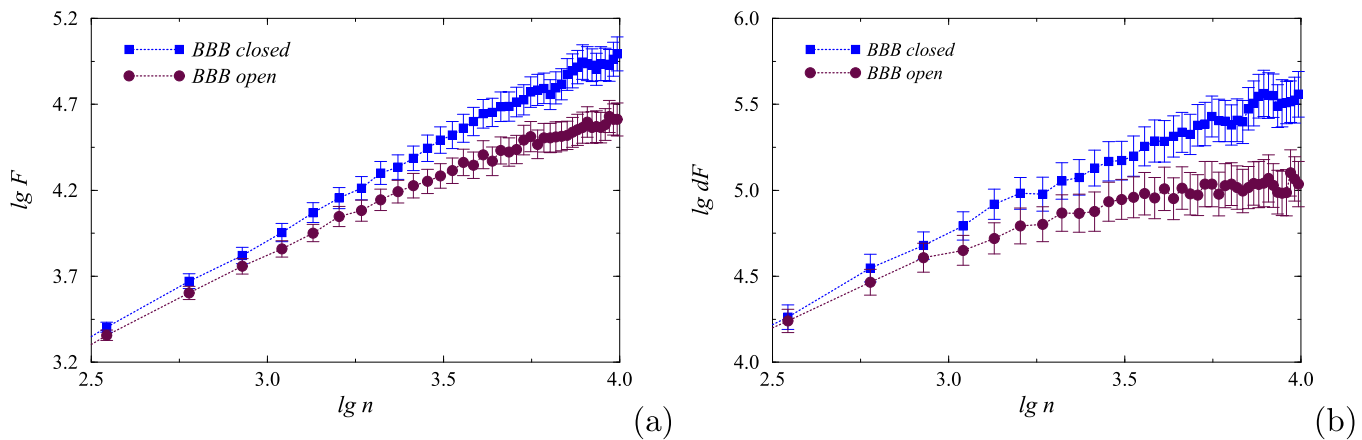 5.2
4.7
4.2
3.7
3.2
lg F
BBB closed
BBB open
2.5 3.0 3.5 4.0
lg n
(a)
6.0
5.5
5.0
4.5
4.0
lg dF
BBB closed
BBB open
2.5 3.0 3.5 4.0
lg n
(b)